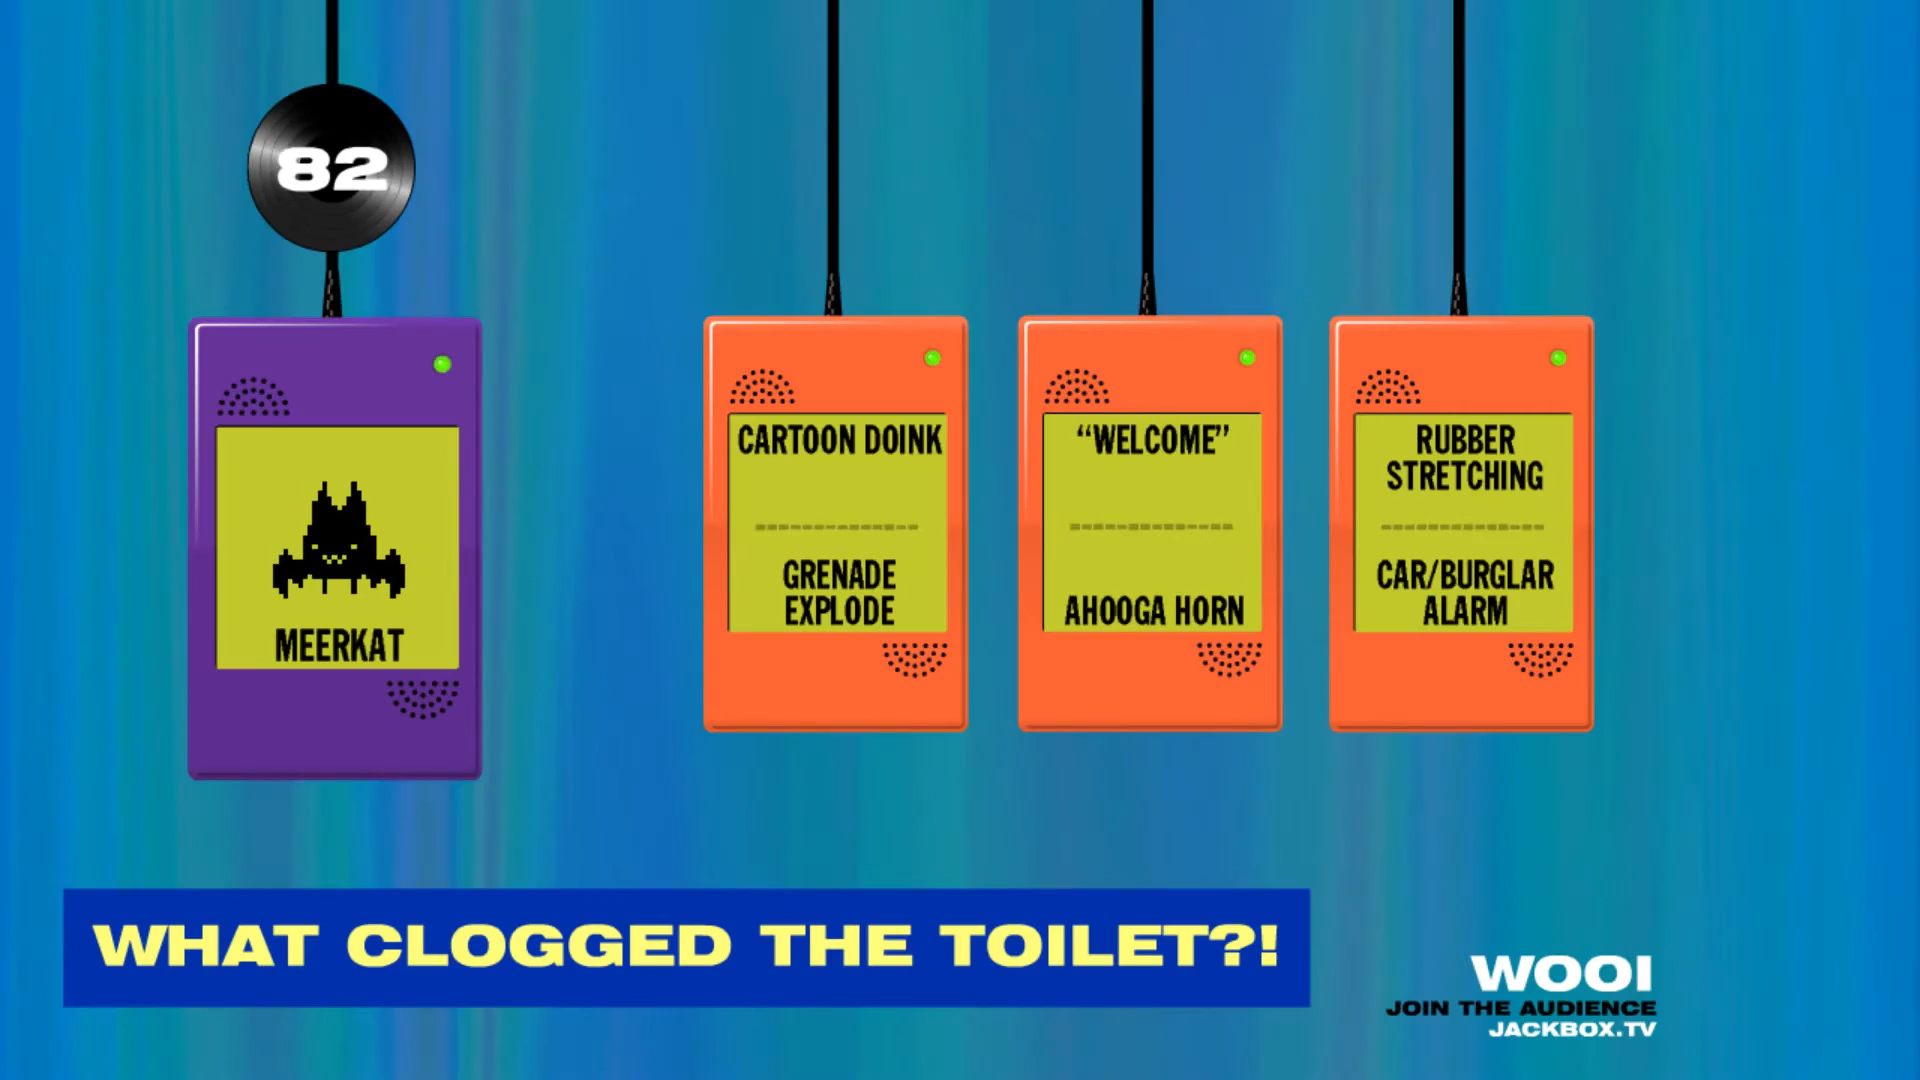 82
MEERKAT
CARTOON DOINK
GRENADE
EXPLODE
“WELCOME”
AHOOGA HORN
RUBBER
STRETCHING
CAR/BURGLAR
ALARM
WHAT CLOGGED THE TOILET?!
WOOI
JOIN THE AUDIENCE
JACKBOX.TV